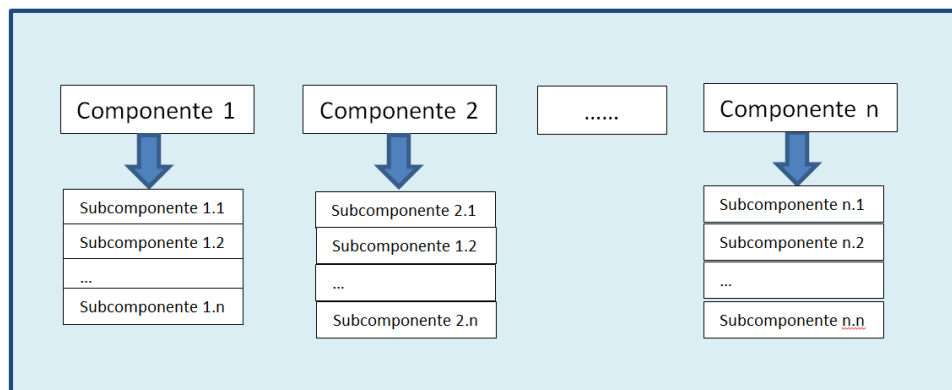 Componente 1
Componente 2
......
Componente n
Subcomponente 1.1
Subcomponente 1.2
...
Subcomponente 1.n
Subcomponente 2.1
Subcomponente 1.2
...
Subcomponente 2.n
Subcomponente n.1
Subcomponente n.2
...
Subcomponente n.n